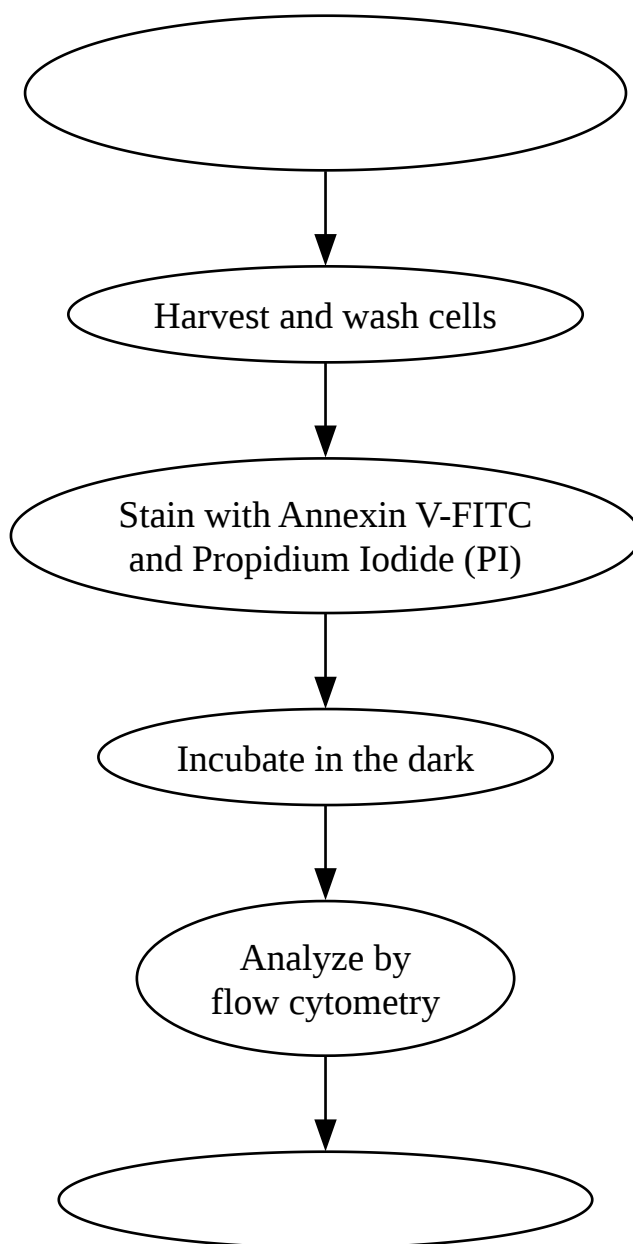 Harvest and wash cells
Stain with Annexin V-FITC
and Propidium Iodide (PI)
Incubate in the dark
Analyze by
flow cytometry